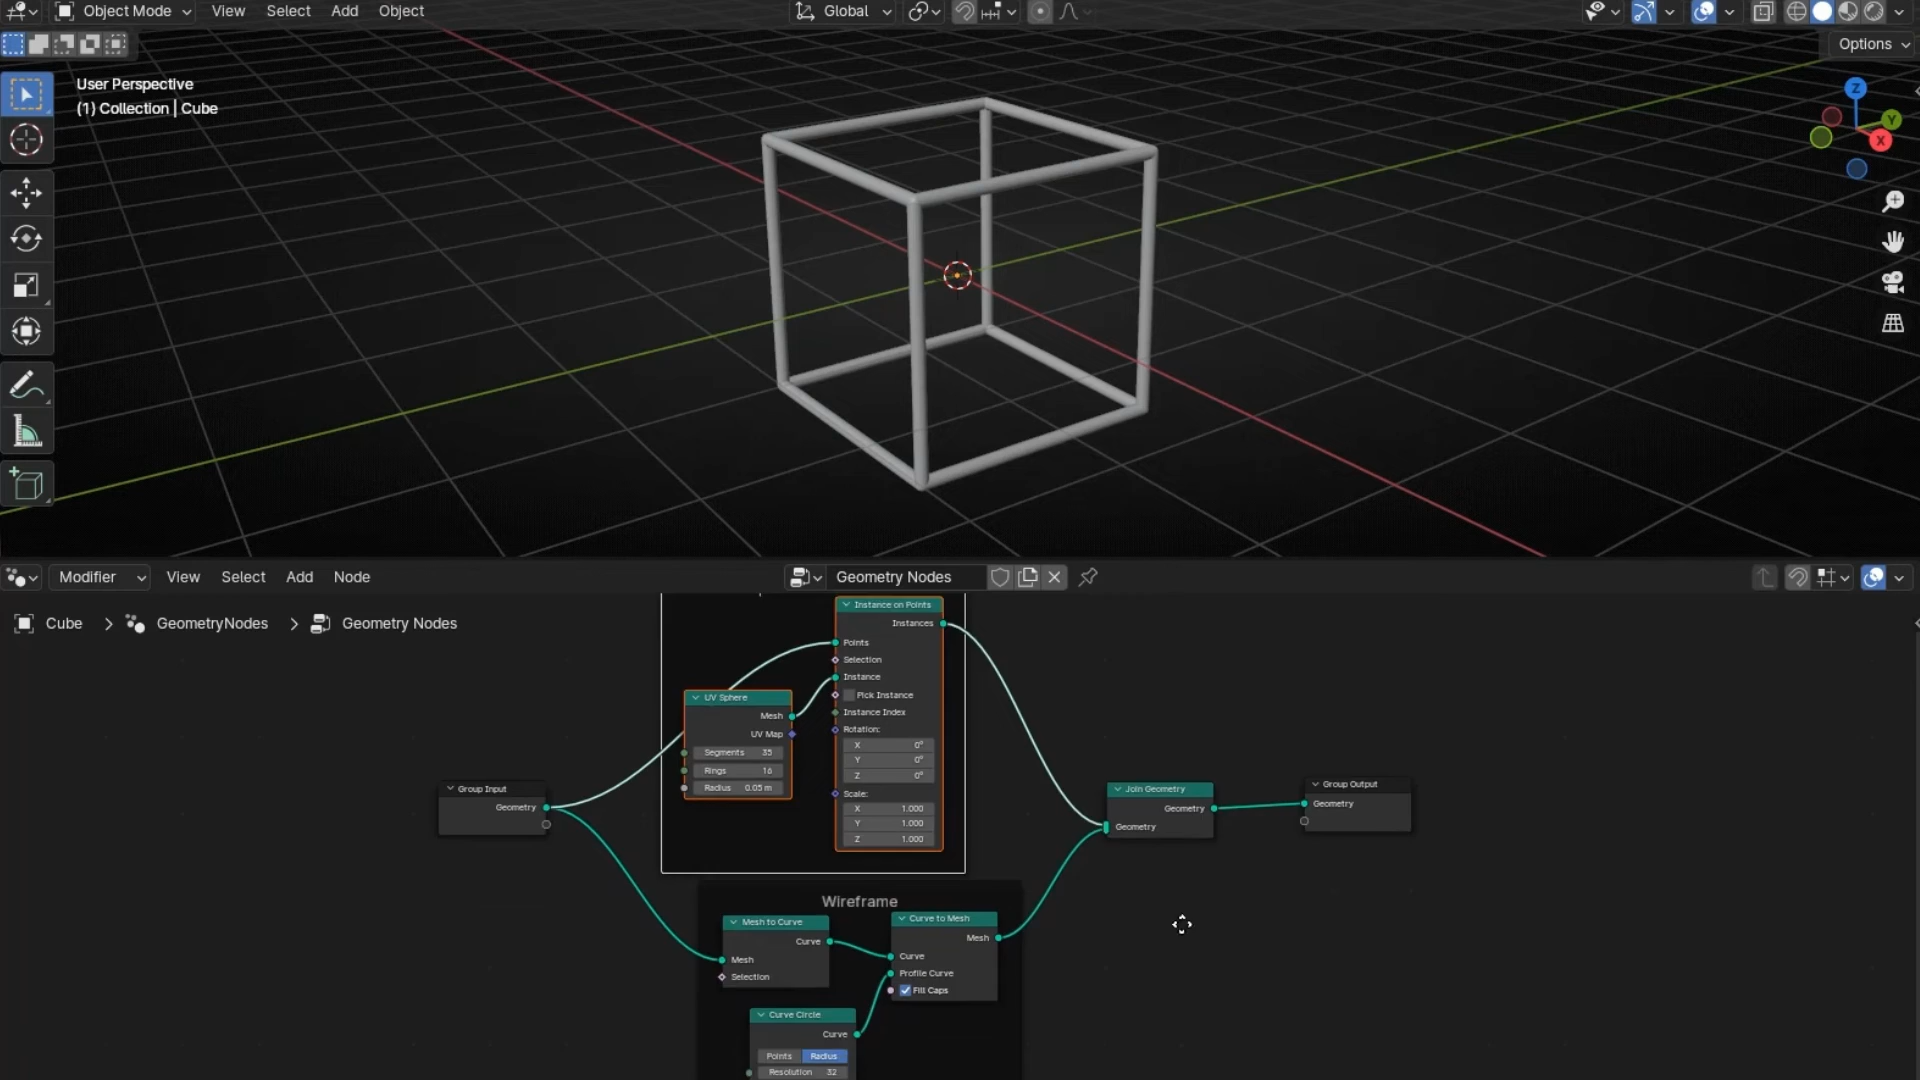 Object Mode View Select Add Object Global
Options
User Perspective
(1) Collection | Cube
Z
Y
X
Modifier View Select Add Node Geometry Nodes
Cube > GeometryNodes > Geometry Nodes
Instance on Points
Instances
Points
Selection
Instance
Pick Instance
Instance Index
Rotation:
X 0°
Y 0°
Z 0°
Scale:
X 1.000
Y 1.000
Z 1.000
UV Sphere
Mesh
UV Map
Segments 35
Rings 16
Radius 0.05 m
Group Input
Geometry
Join Geometry
Geometry
Geometry
Group Output
Geometry
Wireframe
Mesh to Curve
Curve
Mesh
Selection
Curve to Mesh
Mesh
Curve
Profile Curve
Fill Caps
Curve Circle
Curve
Points Radius
Resolution 32